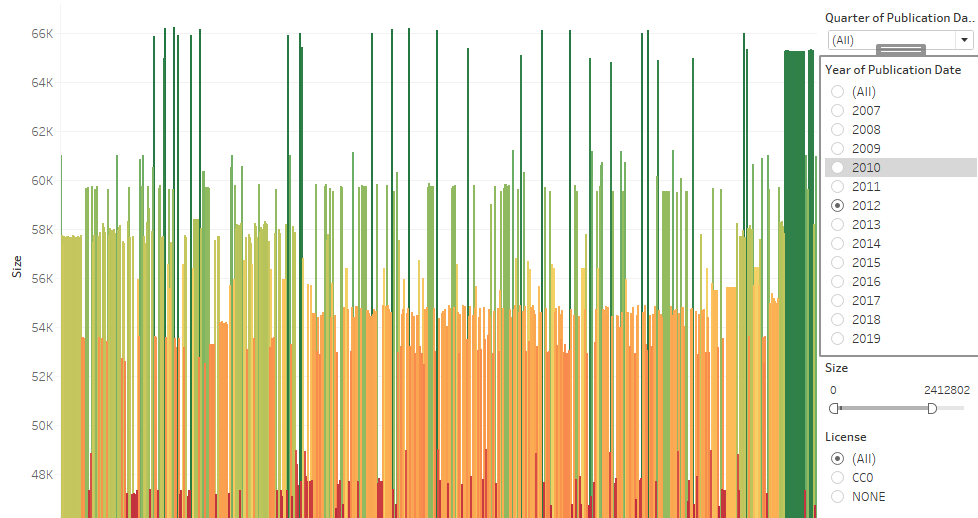 66K
64K
62K
60K
58K
56K
54K
52K
50K
48K
Size
Quarter of Publication Da..
(All)
Year of Publication Date
(All)
2007
2008
2009
2010
2011
2012
2013
2014
2015
2016
2017
2018
2019
Size
0 2412802
License
(All)
CC0
NONE